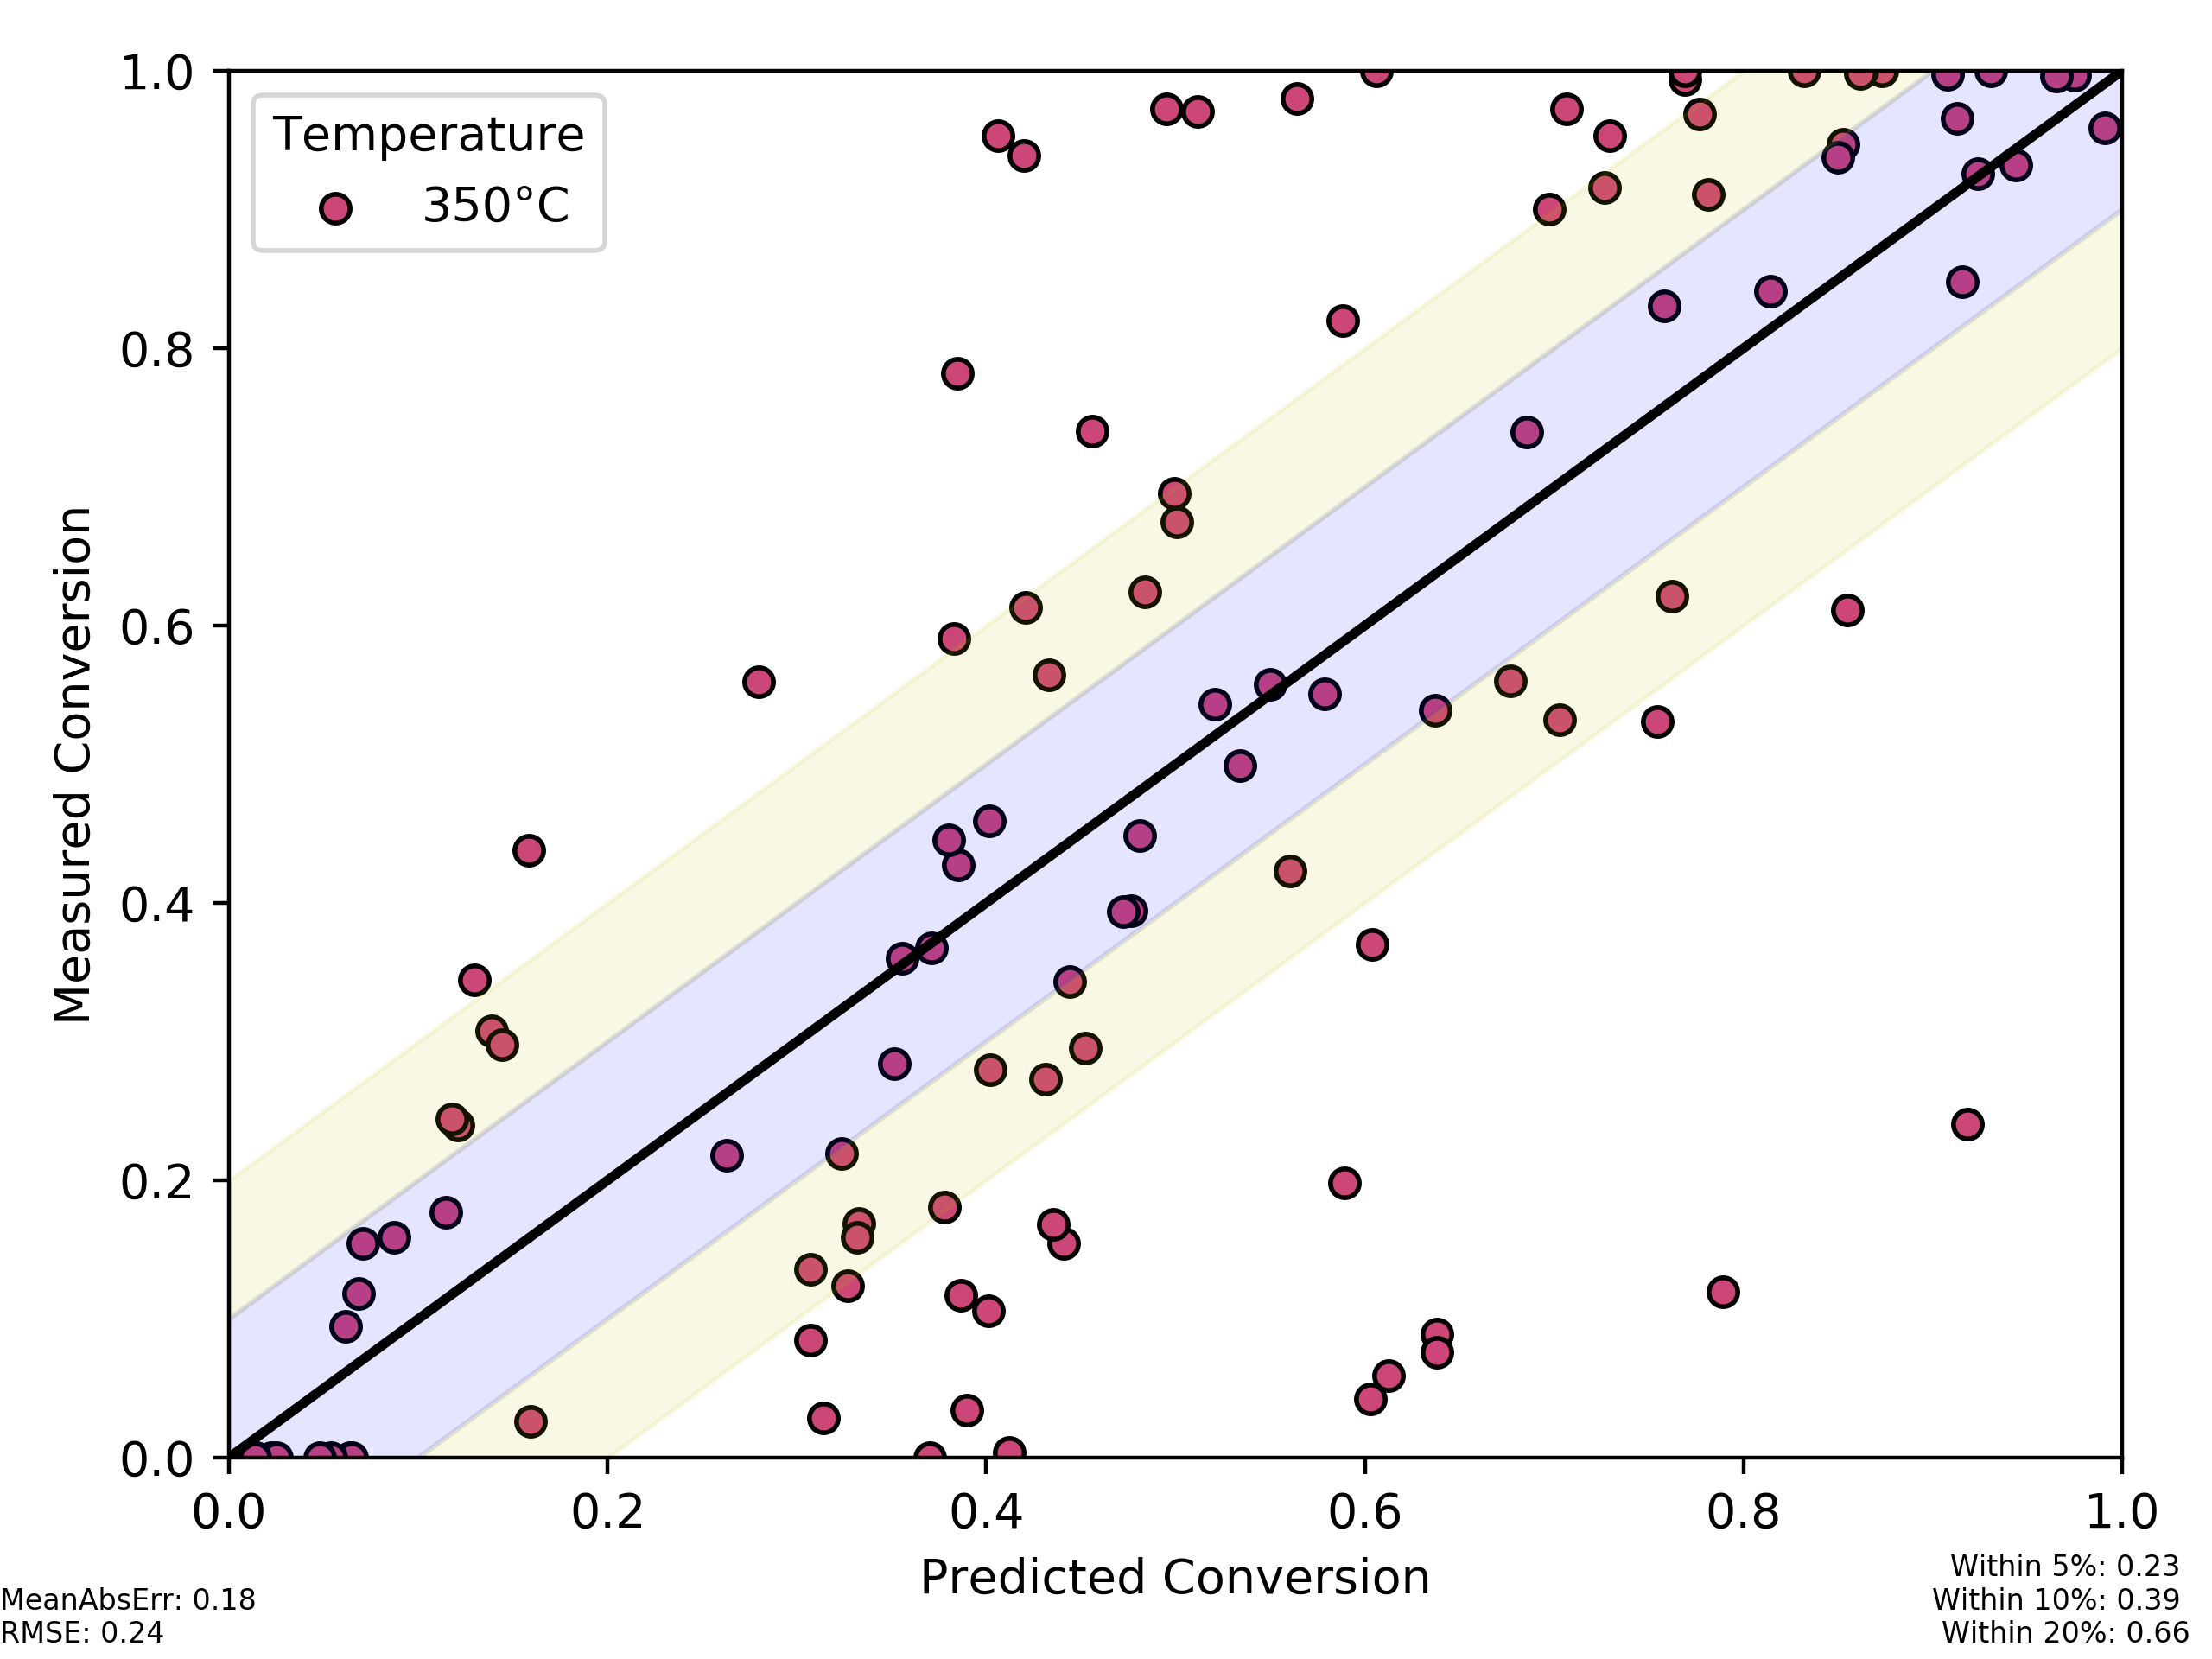 1.0
Temperature
350°C
0.8
0.6
0.4
0.2
0.0
Measured Conversion
0.0 0.2 0.4 0.6 0.8 1.0
Predicted Conversion
MeanAbsErr: 0.18
RMSE: 0.24
Within 5%: 0.23
Within 10%: 0.39
Within 20%: 0.66